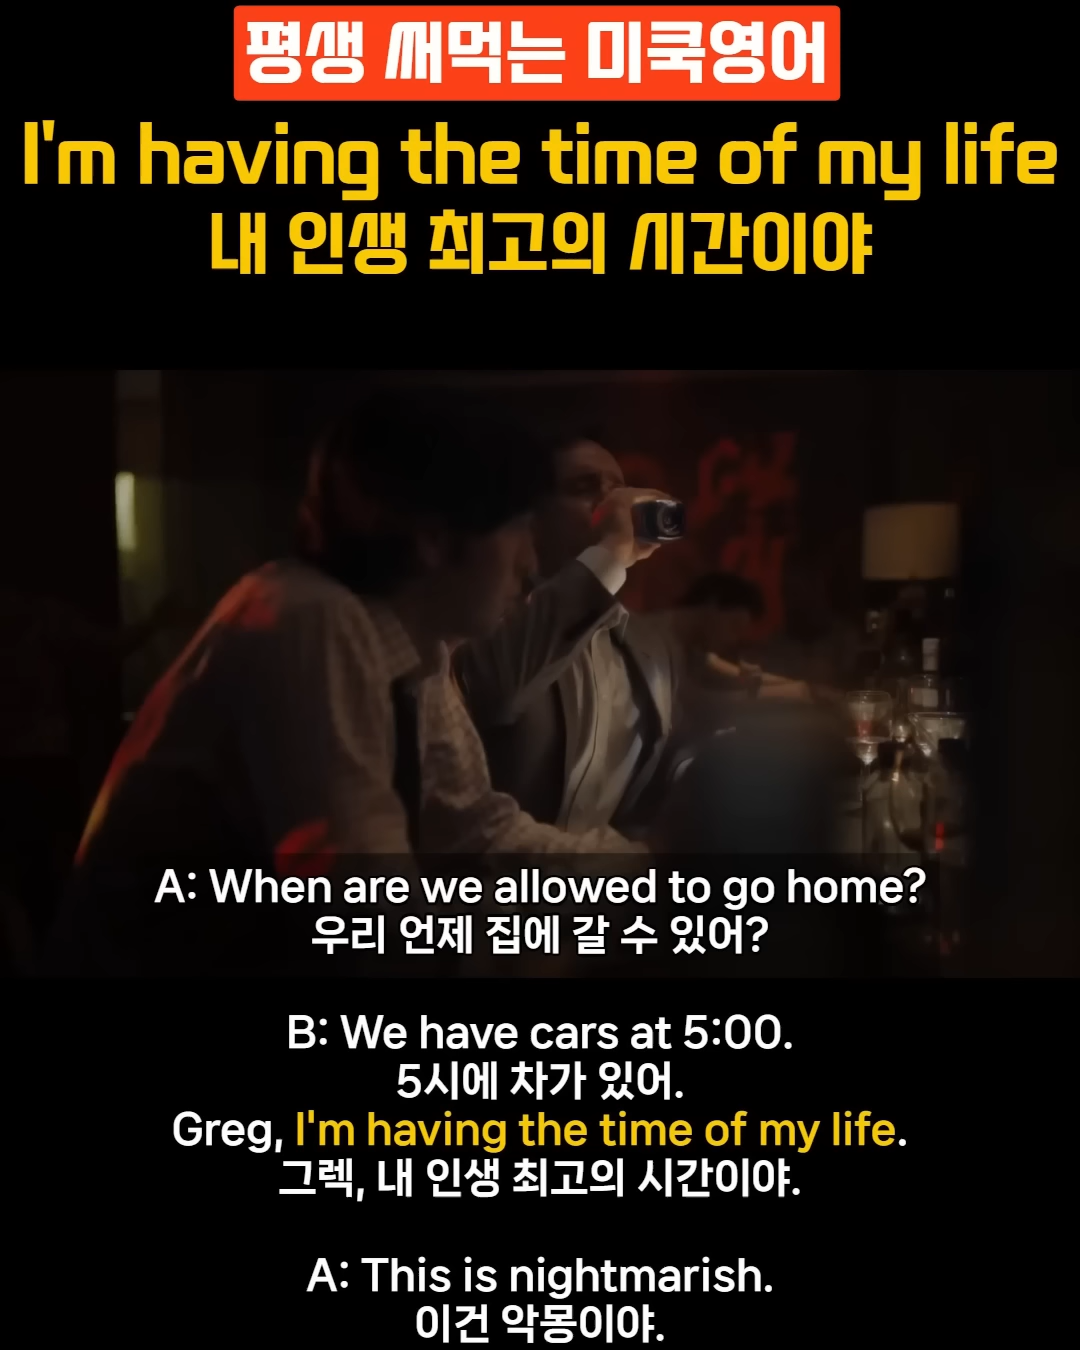 평생 써먹는 미쿡영어
I'm having the time of my life
내 인생 최고의 시간이야
A: When are we allowed to go home?
우리 언제 집에 갈 수 있어?
B: We have cars at 5:00.
5시에 차가 있어.
Greg, I'm having the time of my life.
그렉, 내 인생 최고의 시간이야.
A: This is nightmarish.
이건 악몽이야.